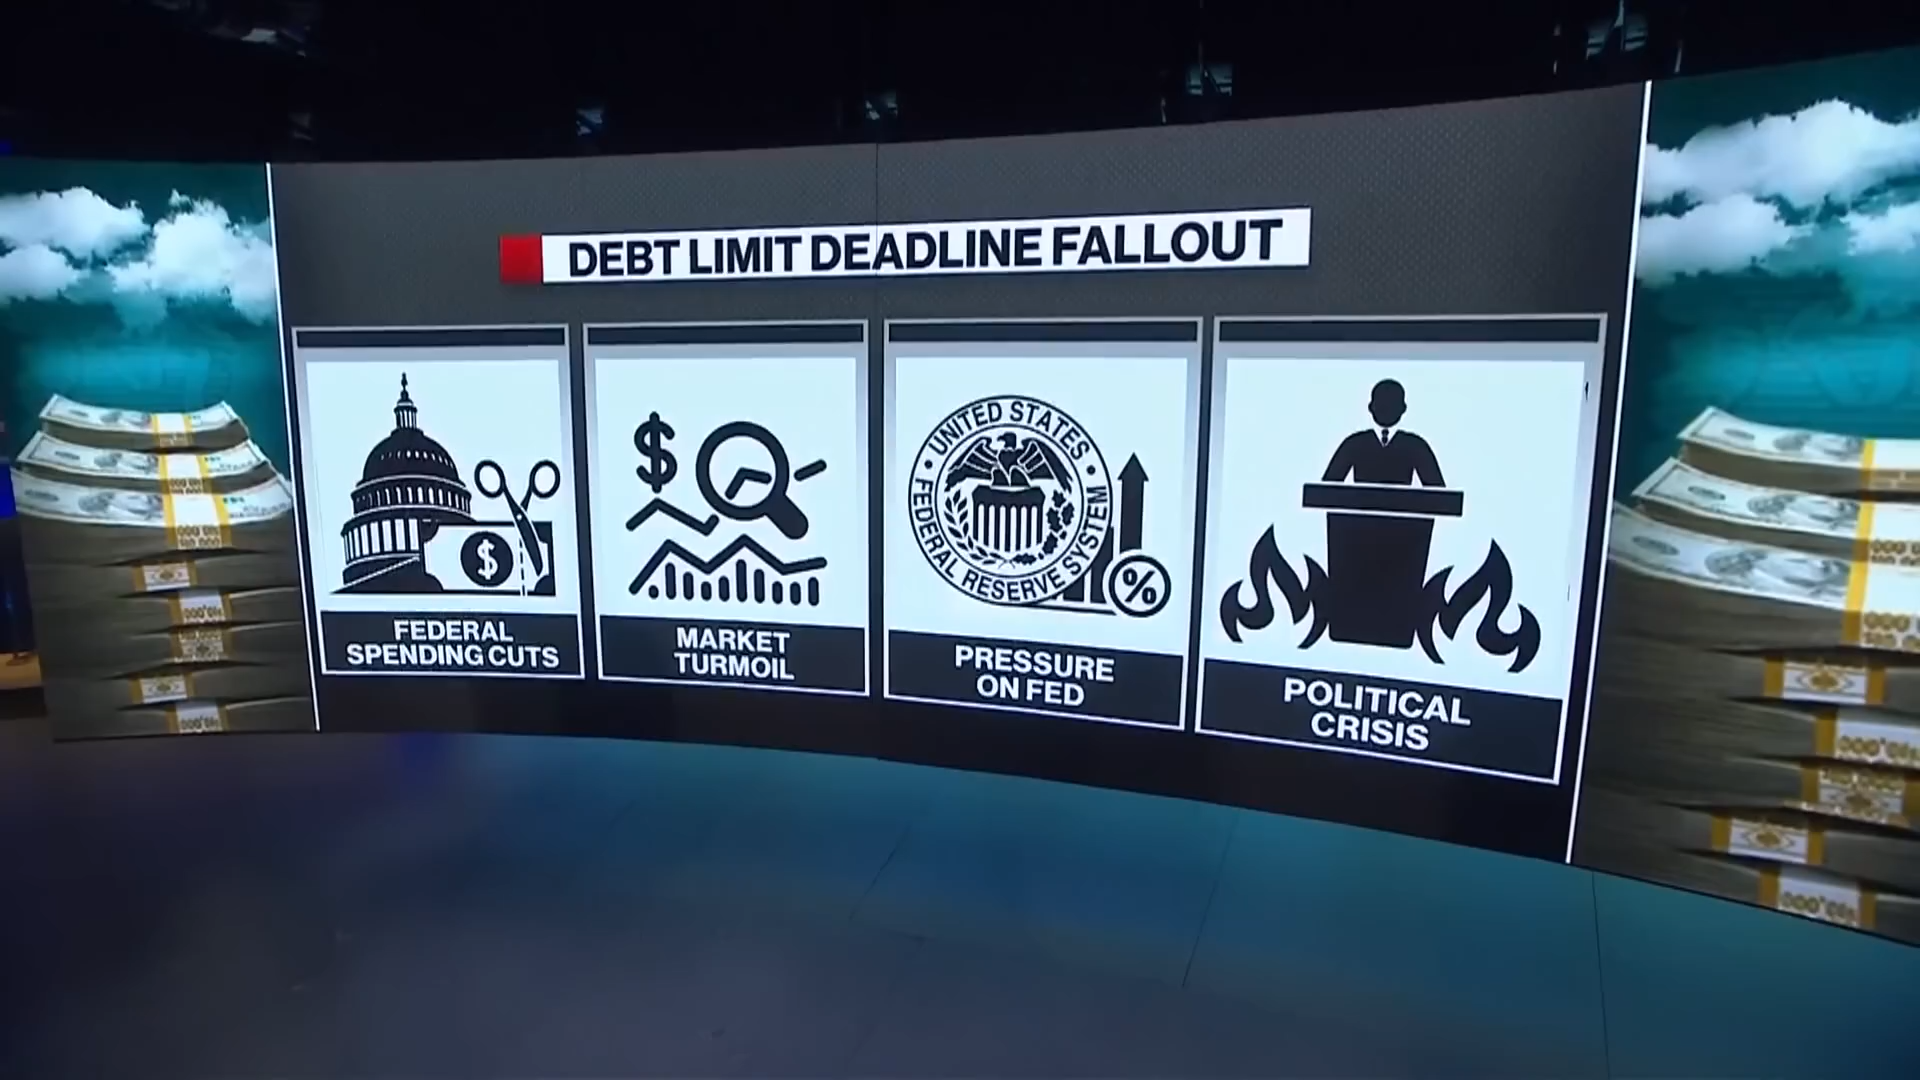 DEBT LIMIT DEADLINE FALLOUT
$
$
UNITED STATES
FEDERAL RESERVE SYSTEM
%
FEDERAL
SPENDING CUTS
MARKET
TURMOIL
PRESSURE
ON FED
POLITICAL
CRISIS